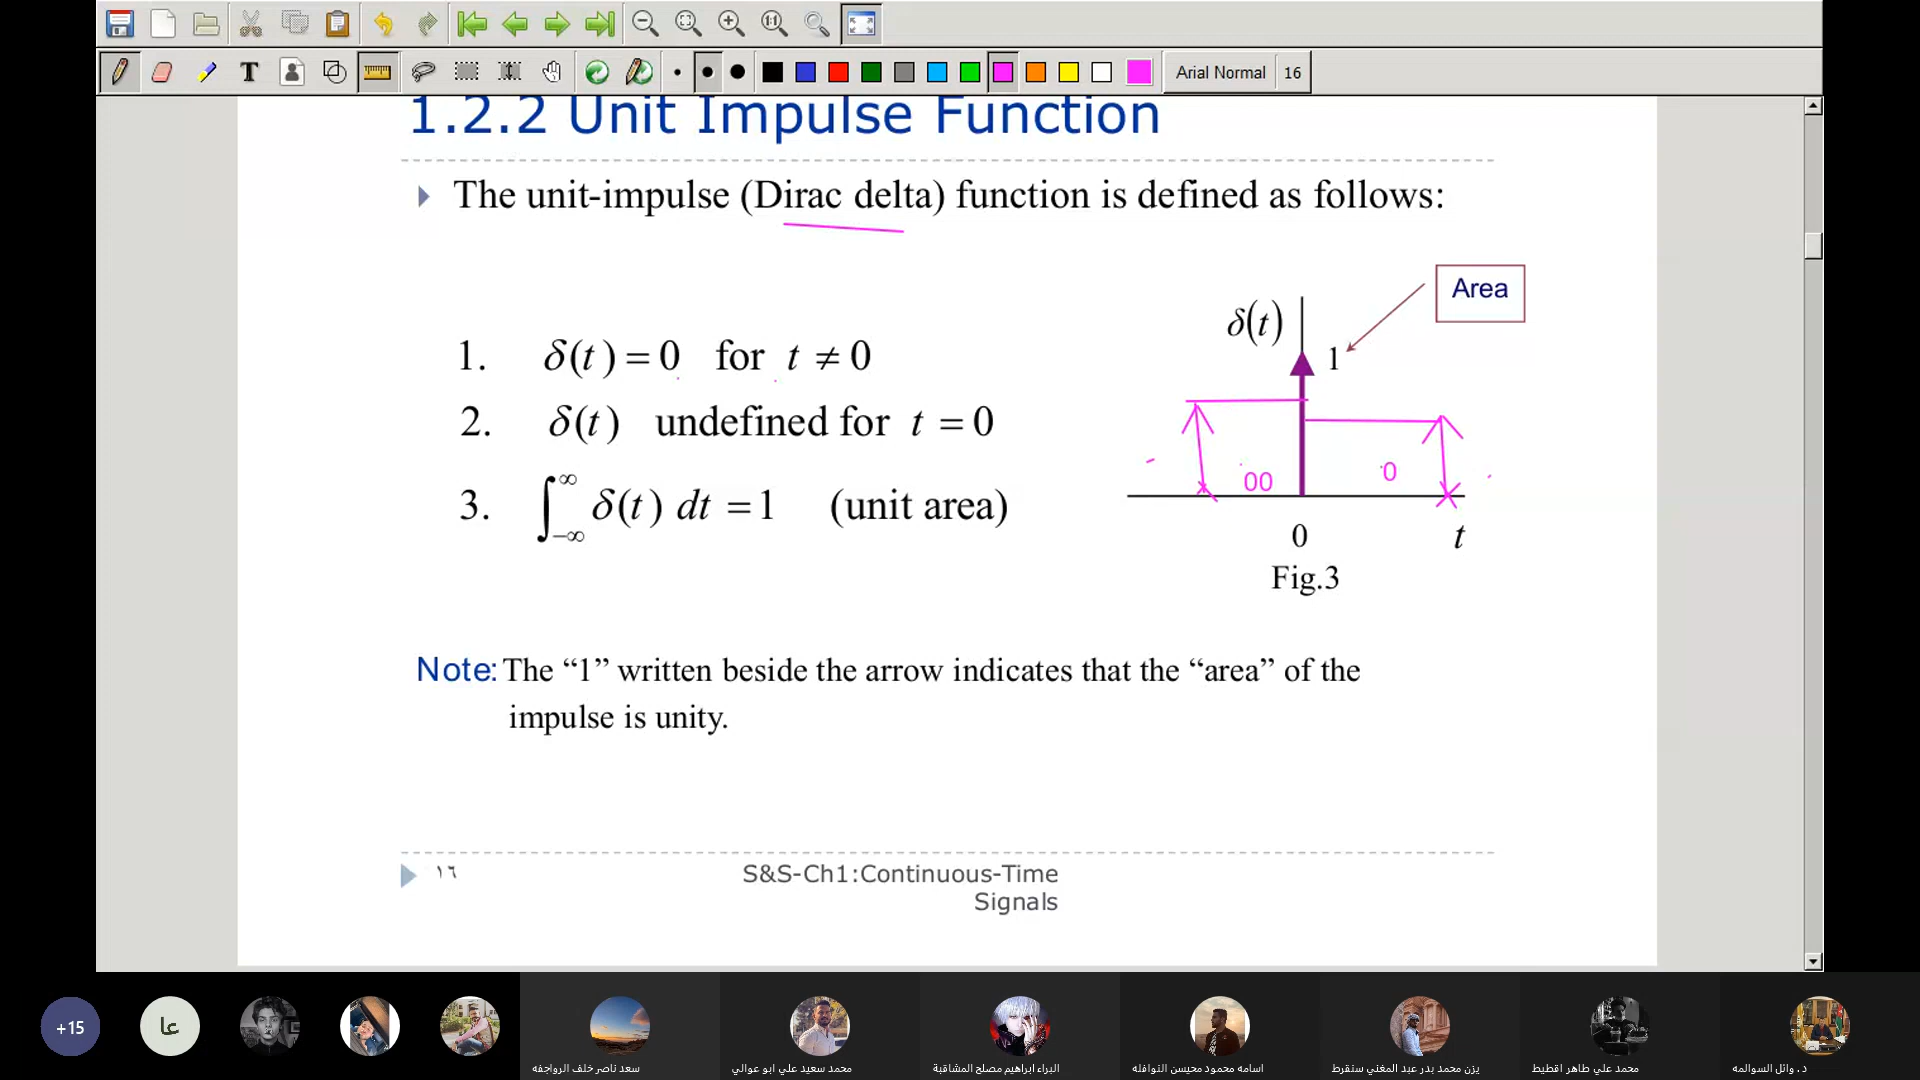 Arial Normal 16
1.2.2 Unit Impulse Function
The unit-impulse (Dirac delta) function is defined as follows:
Area
δ(t)
1
1. δ(t) = 0 for t ≠ 0
2. δ(t) undefined for t = 0
3. ∫_{-∞}^{∞} δ(t) dt = 1 (unit area)
00
0
0
t
Fig.3
Note: The “1” written beside the arrow indicates that the “area” of the
impulse is unity.
١٦
S&S-Ch1:Continuous-Time
Signals
+15
عا
سعد ناصر خلف الرواجفه
محمد سعيد علي ابو عوالي
البراء ابراهيم مصلح المشاقبة
اسامه محمود محيسن النوافله
يزن محمد بدر عبد المغني سنقرط
محمد علي طاهر اقطيط
د . وائل السوالمه